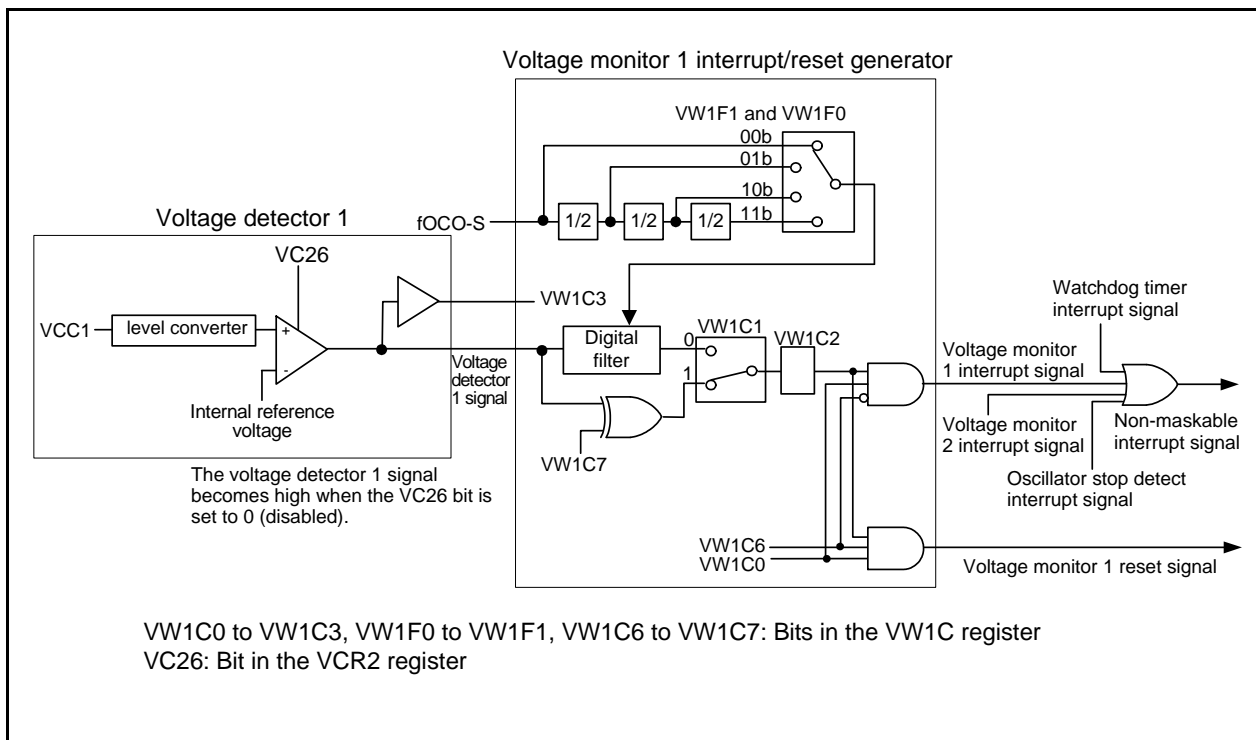 Voltage monitor 1 interrupt/reset generator
VW1F1 and VW1F0
00b
01b
10b
11b
fOCO-S
1/2
1/2
1/2
Voltage detector 1
VC26
VCC1
level converter
+
-
Internal reference
voltage
VW1C3
The voltage detector 1 signal
becomes high when the VC26 bit is
set to 0 (disabled).
Voltage
detector
1 signal
Digital
filter
VW1C1
0
1
VW1C2
VW1C7
VW1C6
VW1C0
Watchdog timer
interrupt signal
Voltage monitor
1 interrupt signal
Voltage monitor
2 interrupt signal
Non-maskable
interrupt signal
Oscillator stop detect
interrupt signal
Voltage monitor 1 reset signal
VW1C0 to VW1C3, VW1F0 to VW1F1, VW1C6 to VW1C7: Bits in the VW1C register
VC26: Bit in the VCR2 register